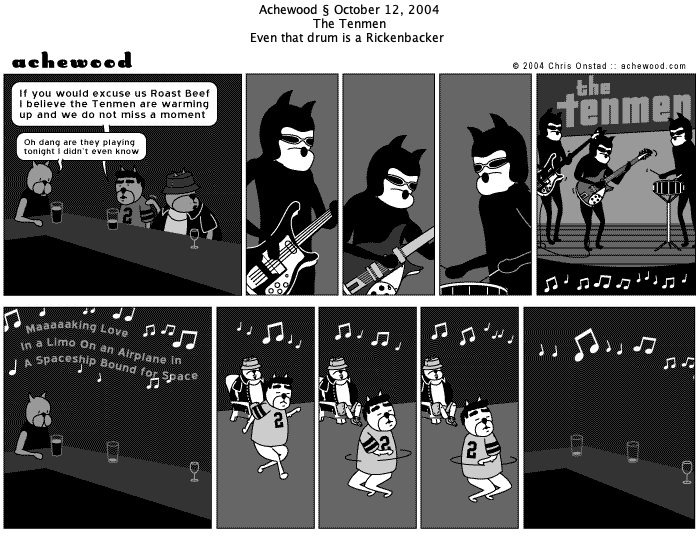 Achewood § October 12, 2004
The Tenmen
Even that drum is a Rickenbacker
achewood
© 2004 Chris Onstad :: achewood.com
If you would excuse us Roast Beef
I believe the Tenmen are warming
up and we do not miss a moment
Oh dang are they playing
tonight I didn't even know
2
the
tenmen
Maaaaaking Love
In a Limo On an Airplane in
A Spaceship Bound for Space
2
2
2